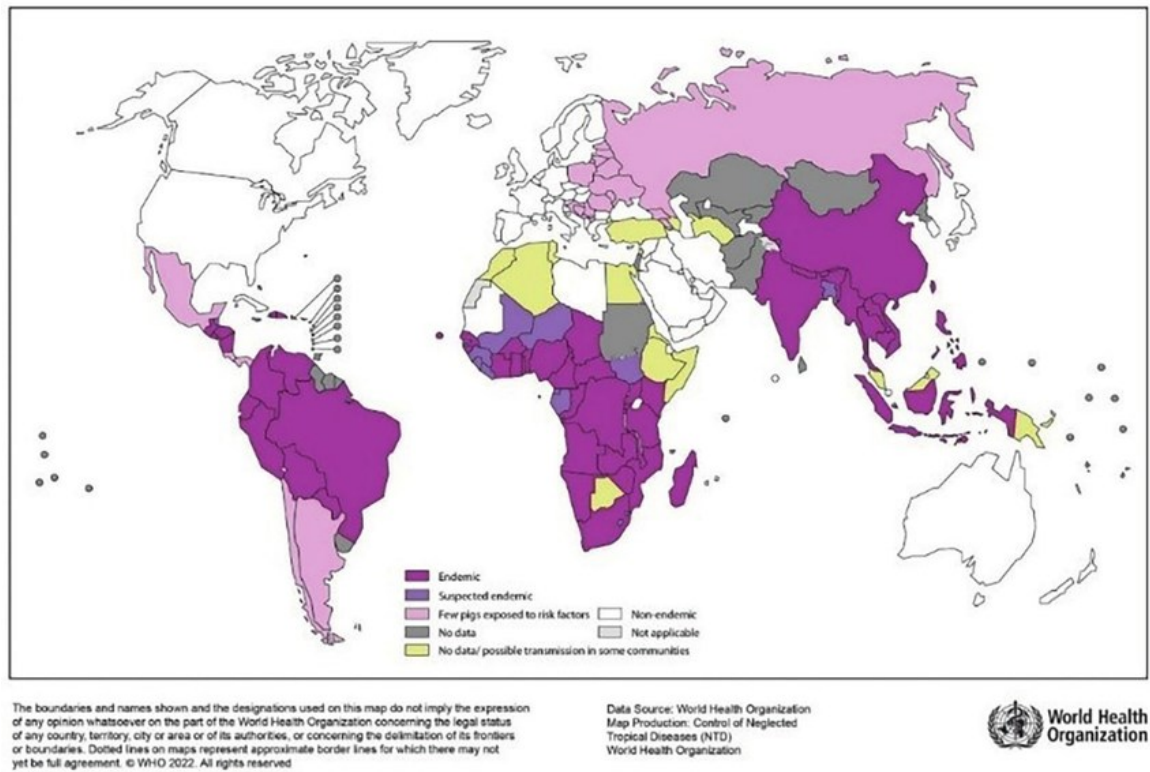 Endemic
Suspected endemic
Few pigs exposed to risk factors
Non-endemic
No data
Not applicable
No data/ possible transmission in some communities
The boundaries and names shown and the designations used on this map do not imply the expression
of any opinion whatsoever on the part of the World Health Organization concerning the legal status
of any country, territory, city or area or of its authorities, or concerning the delimitation of its frontiers
or boundaries. Dotted lines on maps represent approximate border lines for which there may not
yet be full agreement. © WHO 2022. All rights reserved
Data Source: World Health Organization
Map Production: Control of Neglected
Tropical Diseases (NTD)
World Health Organization
World Health
Organization